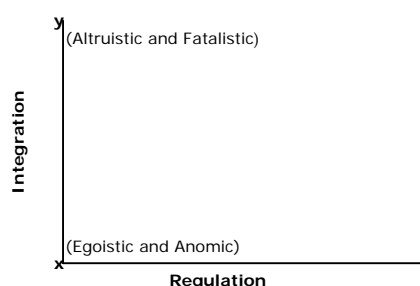 y
(Altruistic and Fatalistic)
Integration
(Egoistic and Anomic)
x
Regulation